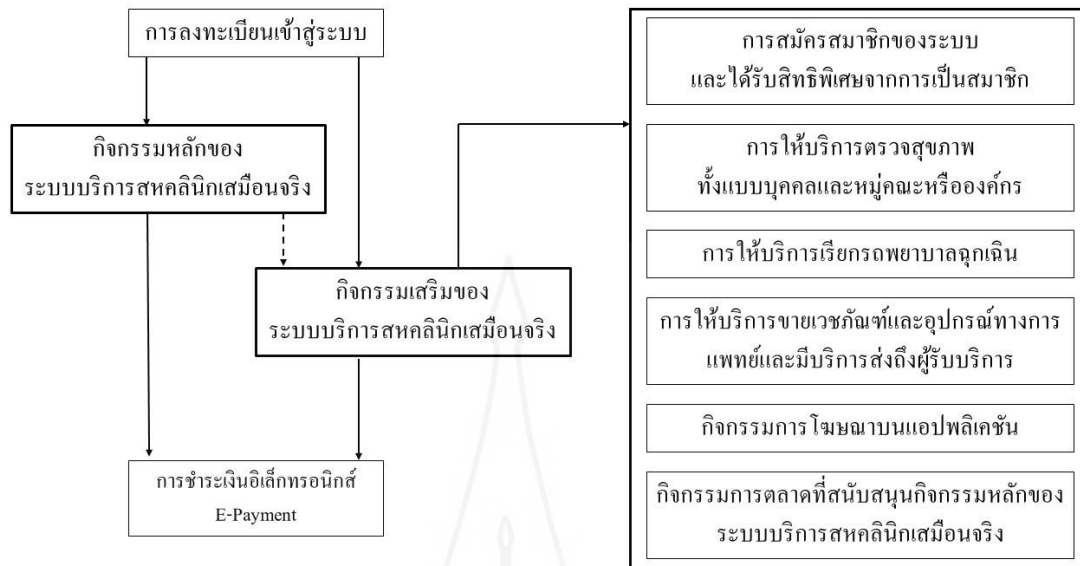 การลงทะเบียนเข้าสู่ระบบ
กิจกรรมหลักของ
ระบบบริการสหคลินิกเสมือนจริง
กิจกรรมเสริมของ
ระบบบริการสหคลินิกเสมือนจริง
การชำระเงินอิเล็กทรอนิกส์
E-Payment
การสมัครสมาชิกของระบบ
และได้รับสิทธิพิเศษจากการเป็นสมาชิก
การให้บริการตรวจสุขภาพ
ทั้งแบบบุคคลและหมู่คณะหรือองค์กร
การให้บริการเรียกรถพยาบาลฉุกเฉิน
การให้บริการขายเวชภัณฑ์และอุปกรณ์ทางการ
แพทย์และมีบริการส่งถึงผู้รับบริการ
กิจกรรมการโฆษณาบนแอปพลิเคชัน
กิจกรรมการตลาดที่สนับสนุนกิจกรรมหลักของ
ระบบบริการสหคลินิกเสมือนจริง